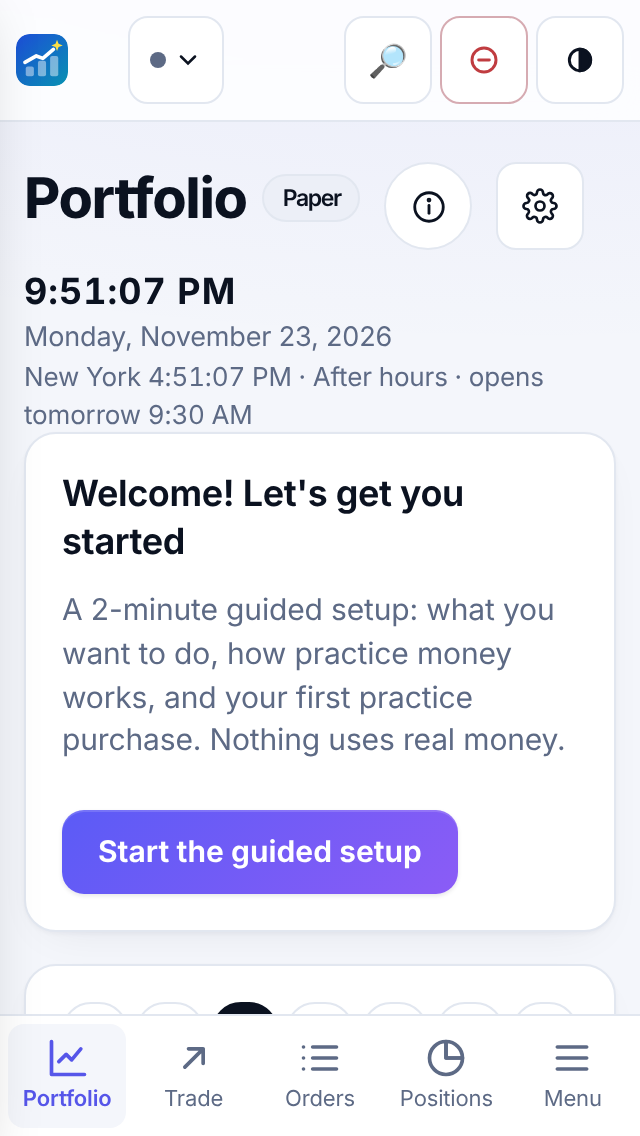 Portfolio
Paper
9:51:07 PM
Monday, November 23, 2026
New York 4:51:07 PM · After hours · opens
tomorrow 9:30 AM
Welcome! Let's get you
started
A 2-minute guided setup: what you
want to do, how practice money
works, and your first practice
purchase. Nothing uses real money.
Start the guided setup
Portfolio
Trade
Orders
Positions
Menu